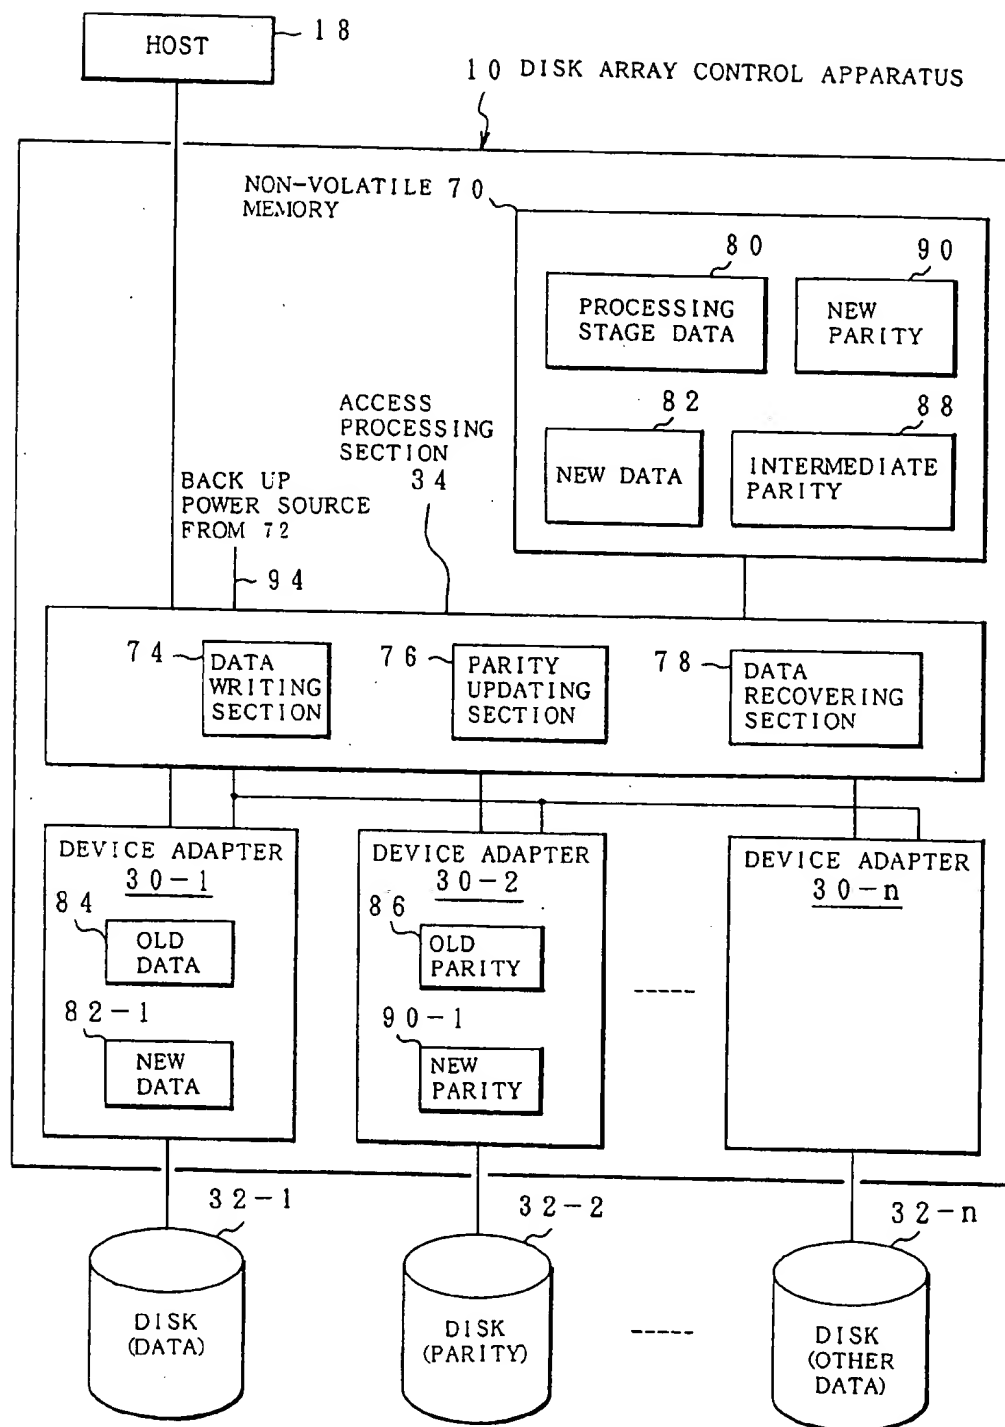 HOST
18
10 DISK ARRAY CONTROL APPARATUS
NON-VOLATILE 70
MEMORY
80
90
PROCESSING
STAGE DATA
NEW
PARITY
82
88
NEW DATA
INTERMEDIATE
PARITY
ACCESS
PROCESSING
SECTION
34
BACK UP
POWER SOURCE
FROM 72
94
74
DATA
WRITING
SECTION
76
PARITY
UPDATING
SECTION
78
DATA
RECOVERING
SECTION
DEVICE ADAPTER
30-1
84
OLD
DATA
82-1
NEW
DATA
DEVICE ADAPTER
30-2
86
OLD
PARITY
90-1
NEW
PARITY
DEVICE ADAPTER
30-n
32-1
32-2
32-n
DISK
(DATA)
DISK
(PARITY)
DISK
(OTHER
DATA)